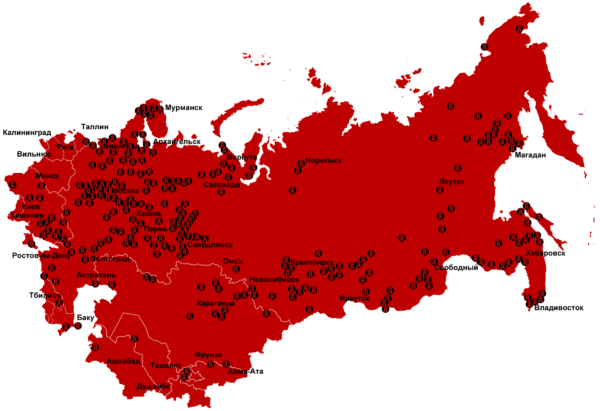 Мурманск
Таллин
Калининград
Рига
Архангельск
Вильнюс
Воркута
Норильск
Магадан
Минск
Салехард
Якутск
Москва
Киев
Казань
Кишинев
Пермь
Свердловск
Ростов-на-Дону
Волгоград
Хабаровск
Омск
Красноярск
Свободный
Астрахань
Новосибирск
Тбилиси
Иркутск
Караганда
Владивосток
Баку
Фрунзе
Ашхабад
Ташкент
Алма-Ата
Душанбе